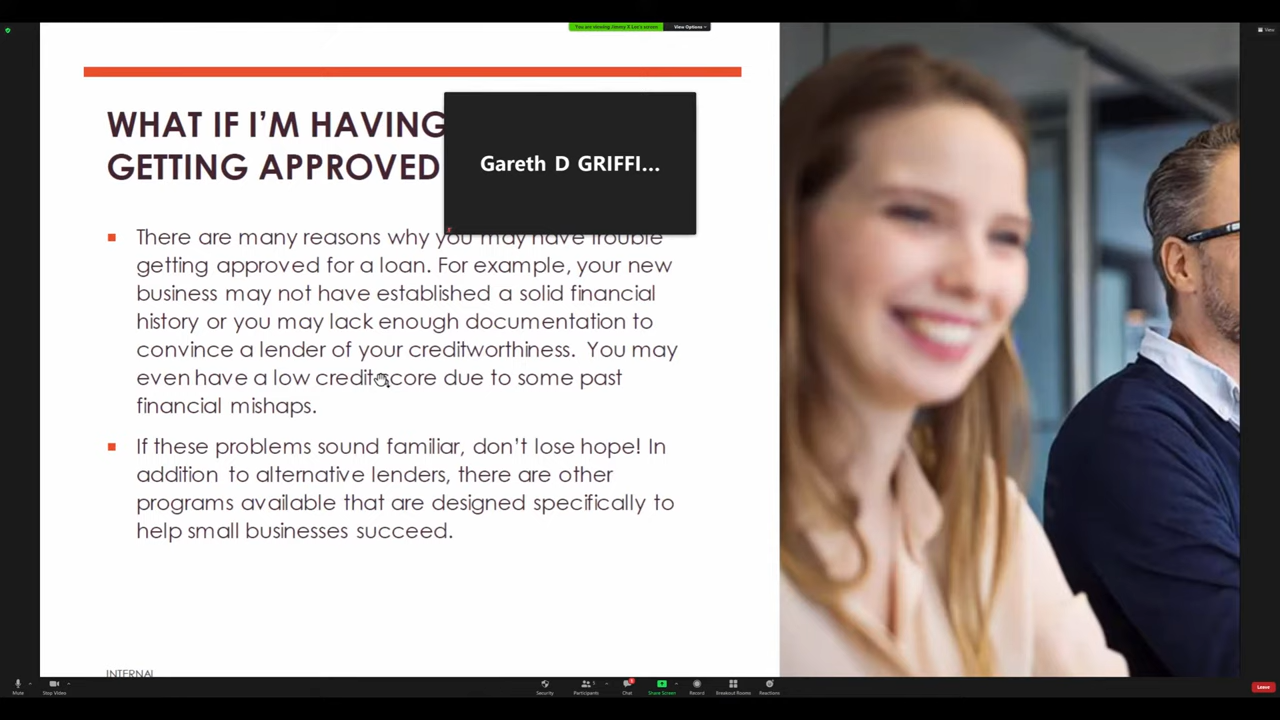 You are viewing Jimmy X Lee's screen
View Options
View
WHAT IF I'M HAVING
GETTING APPROVED
Gareth D GRIFFI...
There are many reasons why you may have trouble
getting approved for a loan. For example, your new
business may not have established a solid financial
history or you may lack enough documentation to
convince a lender of your creditworthiness. You may
even have a low credit score due to some past
financial mishaps.
If these problems sound familiar, don't lose hope! In
addition to alternative lenders, there are other
programs available that are designed specifically to
help small businesses succeed.
INTERNAL
Mute
Stop Video
Security
Participants
Chat
Share Screen
Record
Breakout Rooms
Reactions
Leave